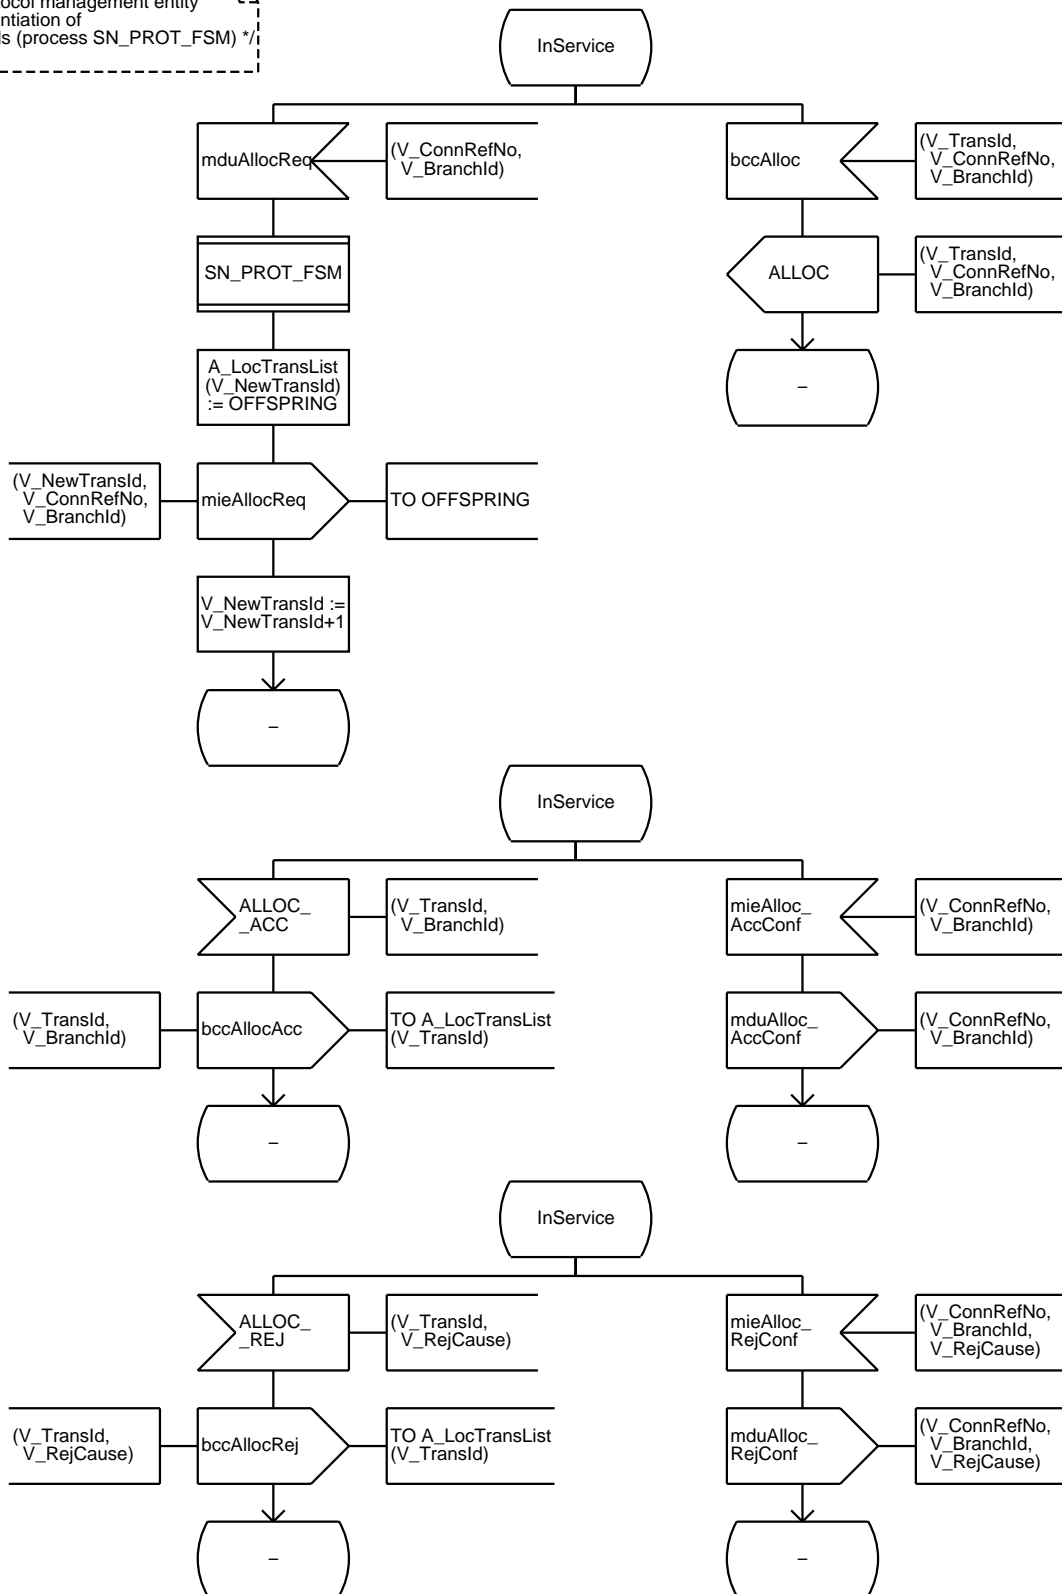 management entity
ntiation of
(process SN_PROT_FSM) */
InService
mduAllocReq
(V_ConnRefNo,
V_BranchId)
bccAlloc
(V_TransId,
V_ConnRefNo,
V_BranchId)
SN_PROT_FSM
ALLOC
(V_TransId,
V_ConnRefNo,
V_BranchId)
A_LocTransList
(V_NewTransId)
:= OFFSPRING
–
(V_NewTransId,
V_ConnRefNo,
V_BranchId)
mieAllocReq
TO OFFSPRING
V_NewTransId :=
V_NewTransId+1
–
InService
ALLOC_
_ACC
(V_TransId,
V_BranchId)
mieAlloc_
AccConf
(V_ConnRefNo,
V_BranchId)
(V_TransId,
V_BranchId)
bccAllocAcc
TO A_LocTransList
(V_TransId)
mduAlloc_
AccConf
(V_ConnRefNo,
V_BranchId)
–
–
InService
ALLOC_
_REJ
(V_TransId,
V_RejCause)
mieAlloc_
RejConf
(V_ConnRefNo,
V_BranchId,
V_RejCause)
(V_TransId,
V_RejCause)
bccAllocRej
TO A_LocTransList
(V_TransId)
mduAlloc_
RejConf
(V_ConnRefNo,
V_BranchId,
V_RejCause)
–
–